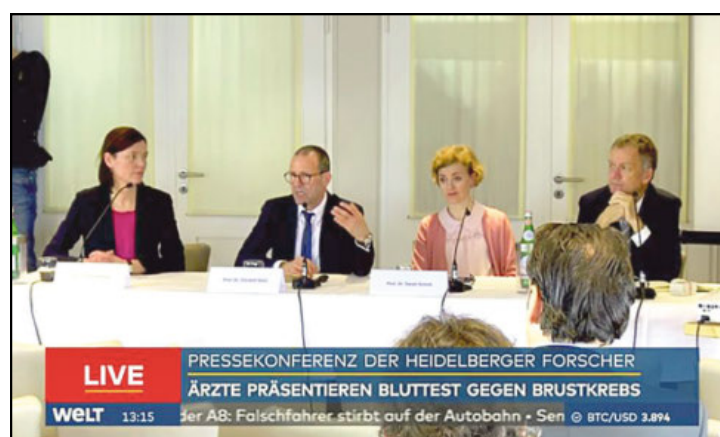 LIVE
PRESSEKONFERENZ DER HEIDELBERGER FORSCHER
ÄRZTE PRÄSENTIEREN BLUTTEST GEGEN BRUSTKREBS
WELT 13:15 der A8: Falschfahrer stirbt auf der Autobahn • Sen BTC/USD 3.894